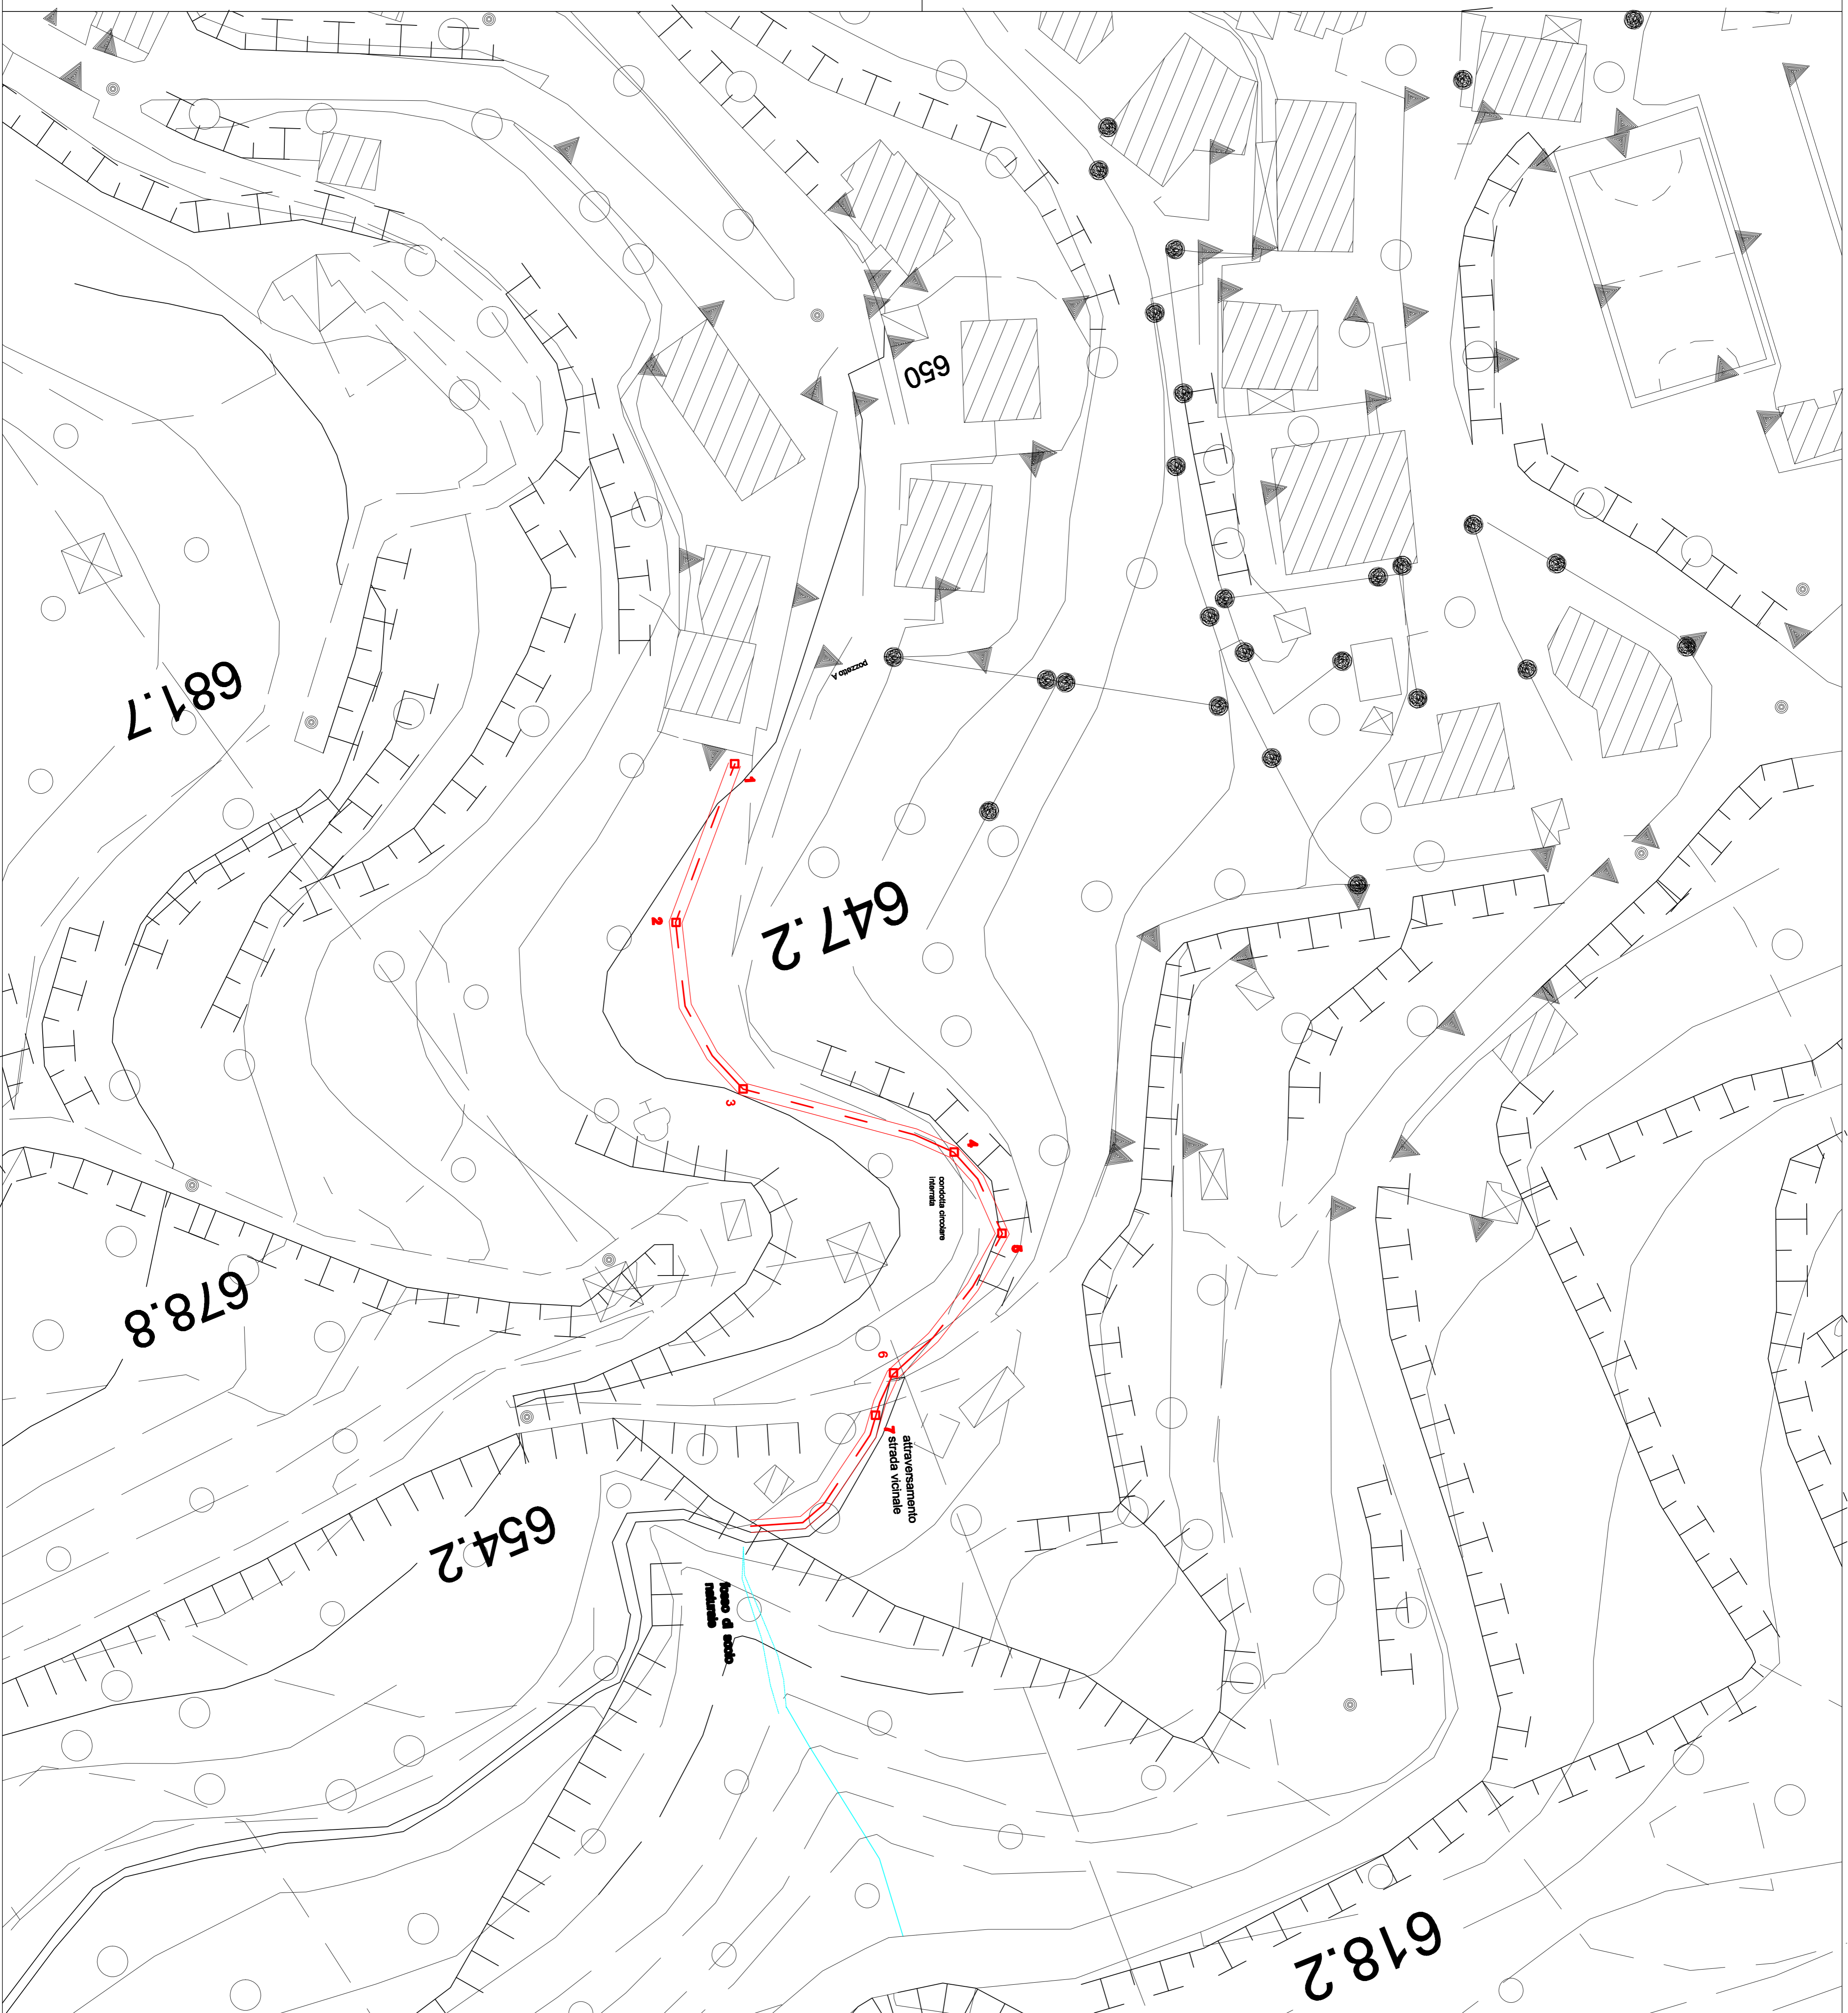 650
pozzetto A
681.7
1
2
647.2
3
4
condotta circolare
interrata
5
678.8
6
7
attraversamento
strada vicinale
654.2
fosso di scolo
naturale
618.2